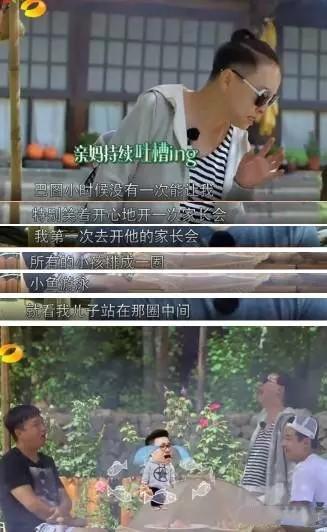 亲妈持续吐槽ing
巴图小时候没有一次能让我
特别笑着开心地开一次家长会
我第一次去开他的家长会
所有的小孩排成一圈
小鱼游泳
就看我儿子站在那圈中间